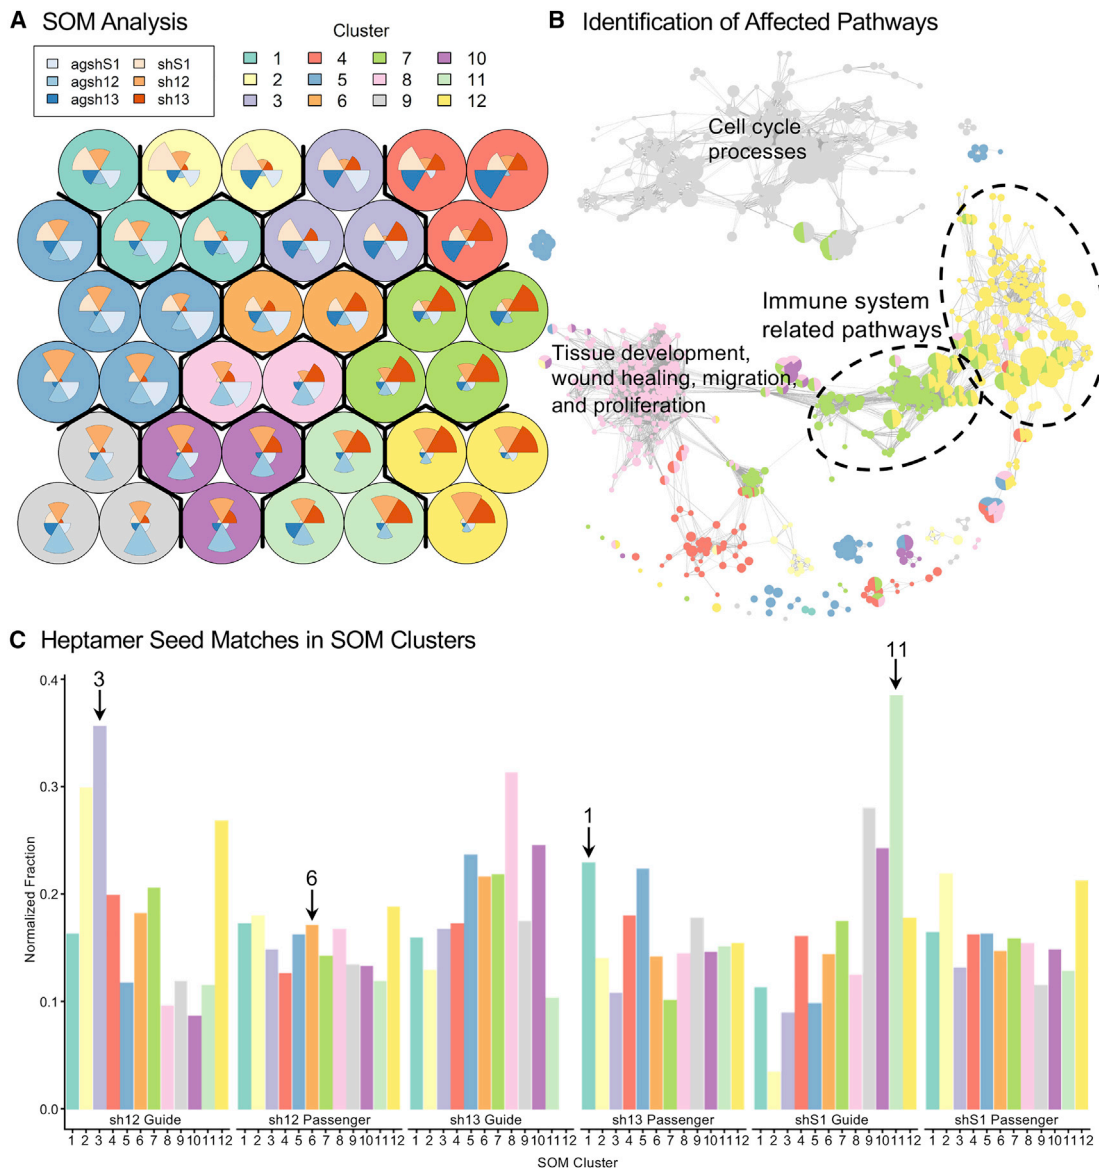 A SOM Analysis
agshS1 shS1
agsh12 sh12
agsh13 sh13
Cluster
1 4 7 10
2 5 8 11
3 6 9 12
B Identification of Affected Pathways
Cell cycle
processes
Immune system
related pathways
Tissue development,
wound healing, migration,
and proliferation
C Heptamer Seed Matches in SOM Clusters
0.4
0.3
0.2
0.1
0.0
Normalized Fraction
3
6
1
11
sh12 Guide sh12 Passenger sh13 Guide sh13 Passenger shS1 Guide shS1 Passenger
1 2 3 4 5 6 7 8 9 10 11 12 1 2 3 4 5 6 7 8 9 10 11 12 1 2 3 4 5 6 7 8 9 10 11 12 1 2 3 4 5 6 7 8 9 10 11 12 1 2 3 4 5 6 7 8 9 10 11 12 1 2 3 4 5 6 7 8 9 10 11 12
SOM Cluster